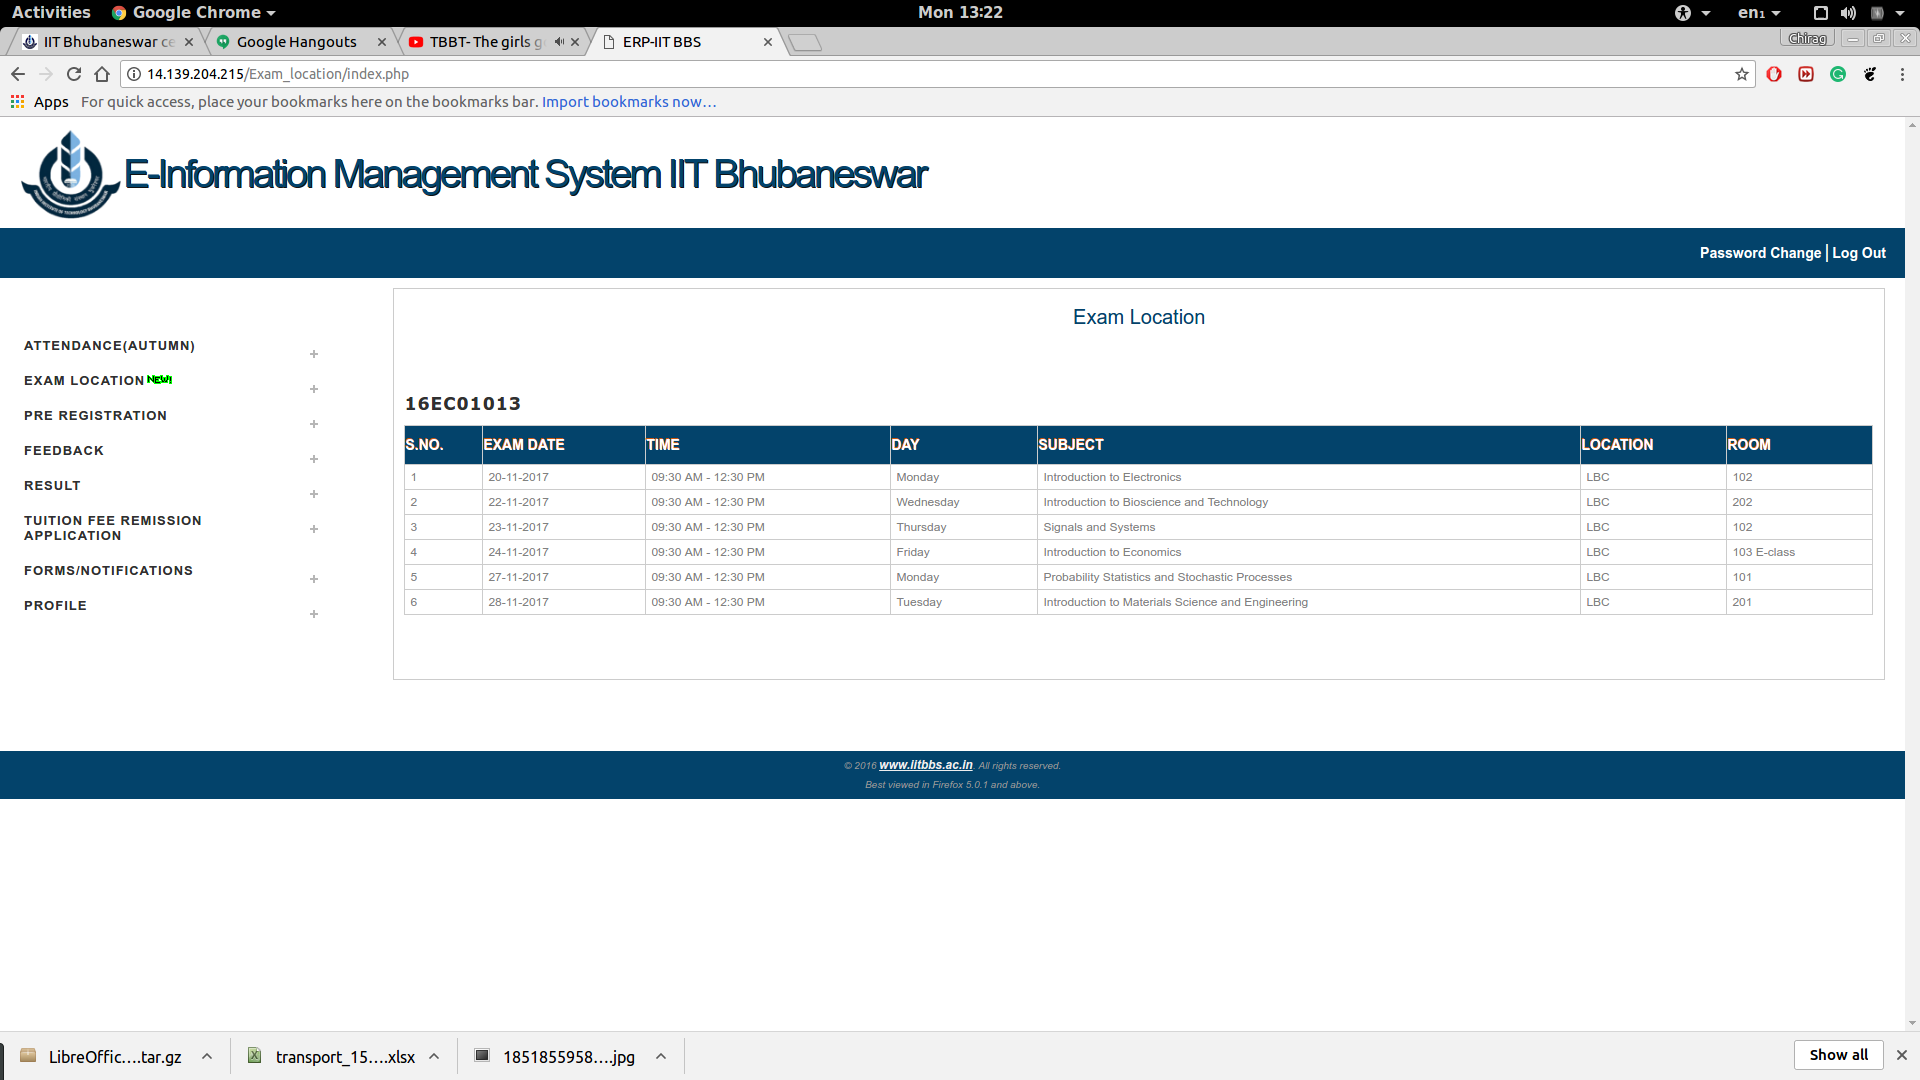 Activities Google Chrome Mon 13:22 en₁
IIT Bhubaneswar ce Google Hangouts TBBT- The girls g ERP-IIT BBS Chirag
14.139.204.215/Exam_location/index.php
Apps For quick access, place your bookmarks here on the bookmarks bar. Import bookmarks now…
E-Information Management System IIT Bhubaneswar
Password Change | Log Out
Exam Location
ATTENDANCE(AUTUMN)
EXAM LOCATION NEW!
PRE REGISTRATION
FEEDBACK
RESULT
TUITION FEE REMISSION
APPLICATION
FORMS/NOTIFICATIONS
PROFILE
16EC01013
S.NO. EXAM DATE TIME DAY SUBJECT LOCATION ROOM
1 20-11-2017 09:30 AM - 12:30 PM Monday Introduction to Electronics LBC 102
2 22-11-2017 09:30 AM - 12:30 PM Wednesday Introduction to Bioscience and Technology LBC 202
3 23-11-2017 09:30 AM - 12:30 PM Thursday Signals and Systems LBC 102
4 24-11-2017 09:30 AM - 12:30 PM Friday Introduction to Economics LBC 103 E-class
5 27-11-2017 09:30 AM - 12:30 PM Monday Probability Statistics and Stochastic Processes LBC 101
6 28-11-2017 09:30 AM - 12:30 PM Tuesday Introduction to Materials Science and Engineering LBC 201
© 2016 www.iitbbs.ac.in. All rights reserved.
Best viewed in Firefox 5.0.1 and above.
LibreOffic....tar.gz transport_15....xlsx 1851855958....jpg Show all